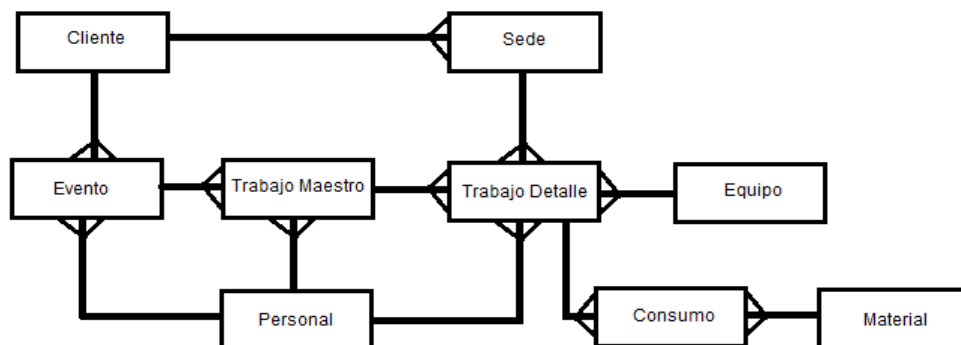 Cliente
Sede
Evento
Trabajo Maestro
Trabajo Detalle
Equipo
Personal
Consumo
Material